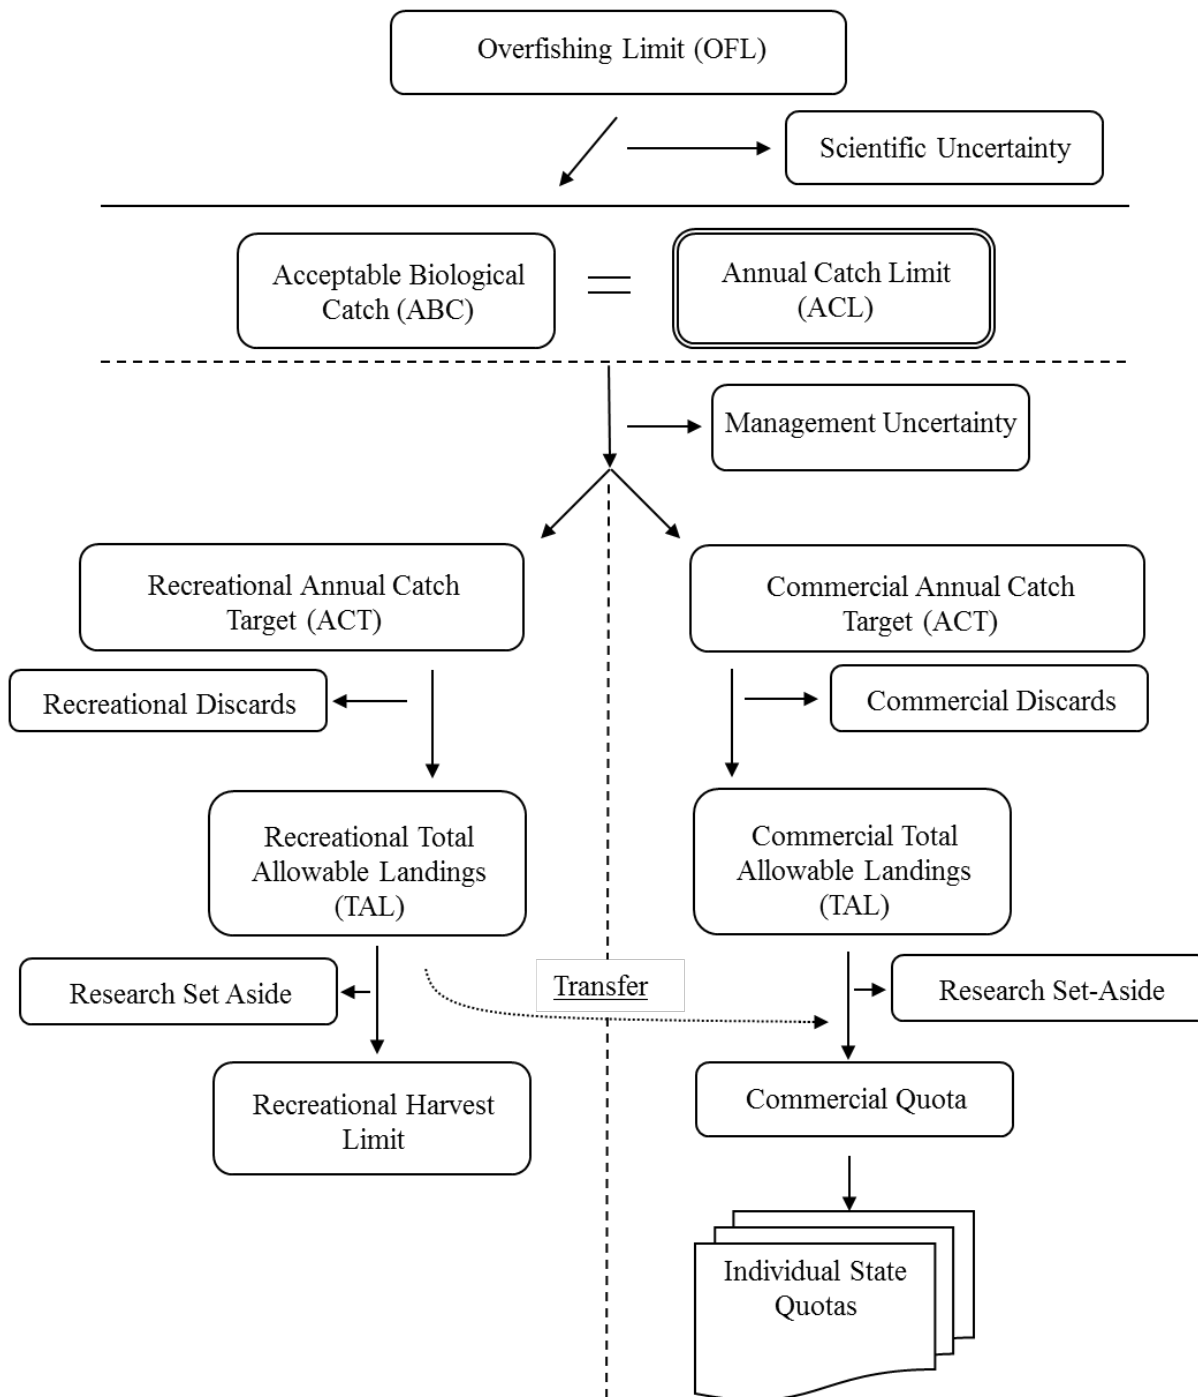 Overfishing Limit (OFL)
Scientific Uncertainty
Acceptable Biological
Catch (ABC)
Annual Catch Limit
(ACL)
Management Uncertainty
Recreational Annual Catch
Target (ACT)
Commercial Annual Catch
Target (ACT)
Recreational Discards
Commercial Discards
Recreational Total
Allowable Landings
(TAL)
Commercial Total
Allowable Landings
(TAL)
Research Set Aside
Transfer
Research Set-Aside
Recreational Harvest
Limit
Commercial Quota
Individual State
Quotas